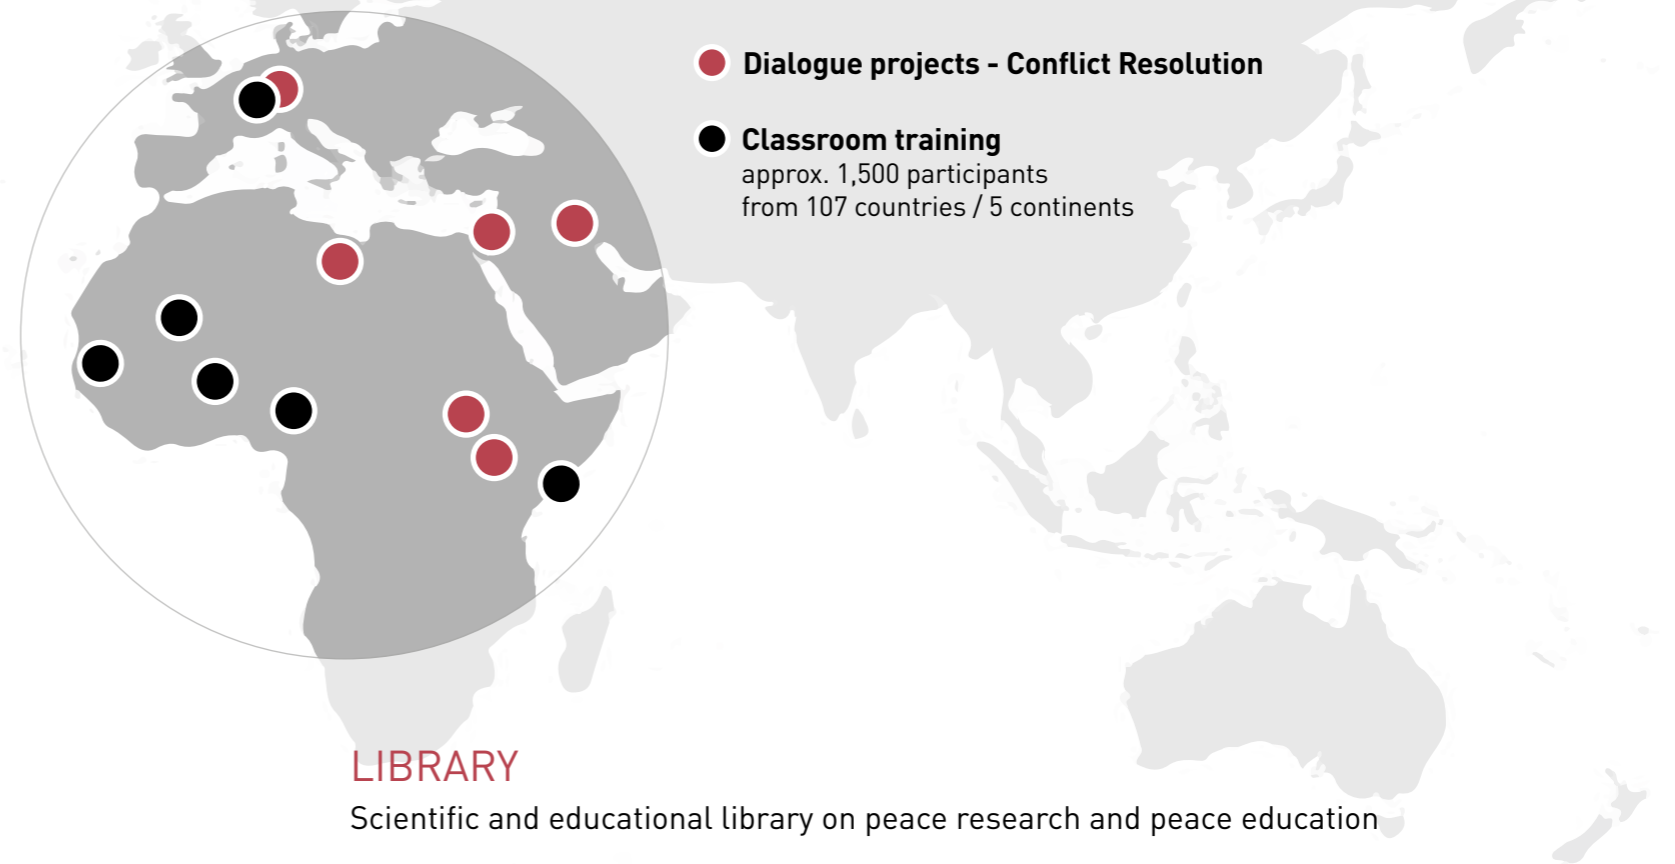 Dialogue projects - Conflict Resolution
Classroom training
approx. 1,500 participants
from 107 countries / 5 continents
LIBRARY
Scientific and educational library on peace research and peace education